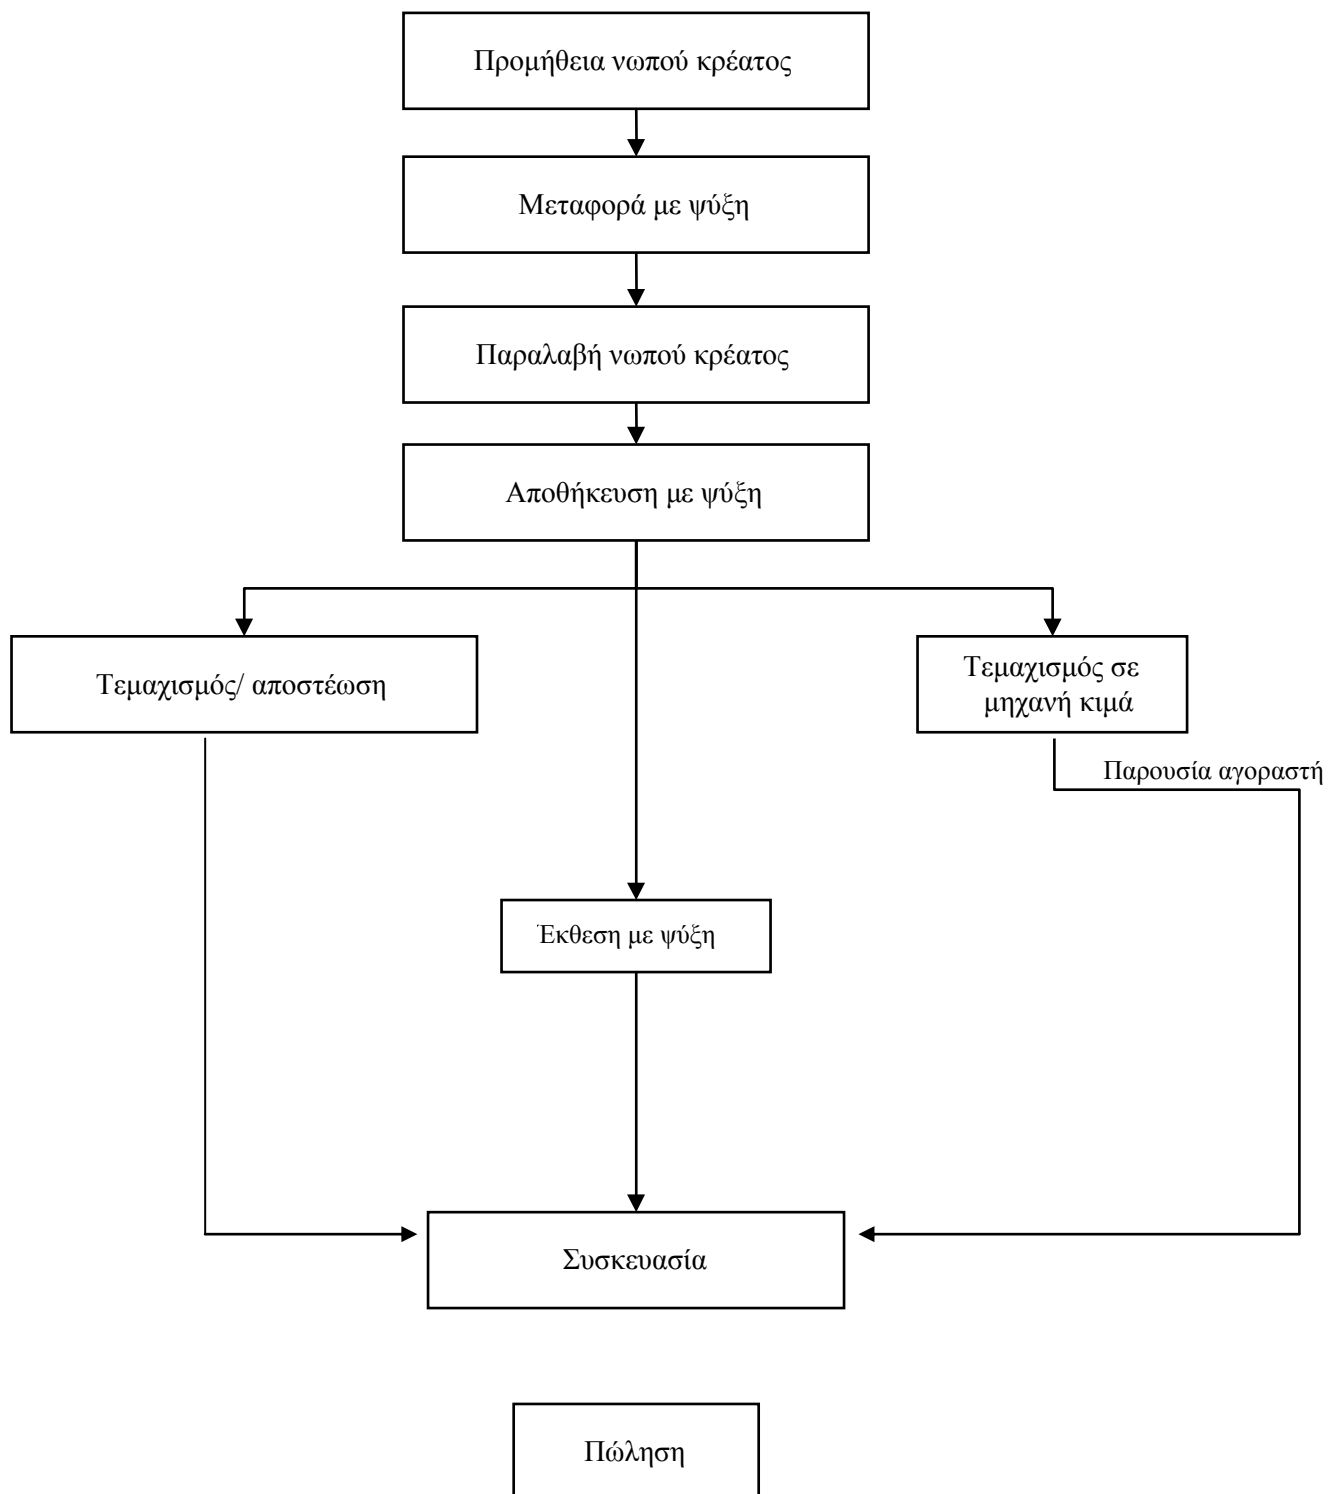 Προμήθεια νωπού κρέατος
Μεταφορά με ψύξη
Παραλαβή νωπού κρέατος
Αποθήκευση με ψύξη
Τεμαχισμός/ αποστέωση
Τεμαχισμός σε
μηχανή κιμά
Παρουσία αγοραστή
Έκθεση με ψύξη
Συσκευασία
Πώληση